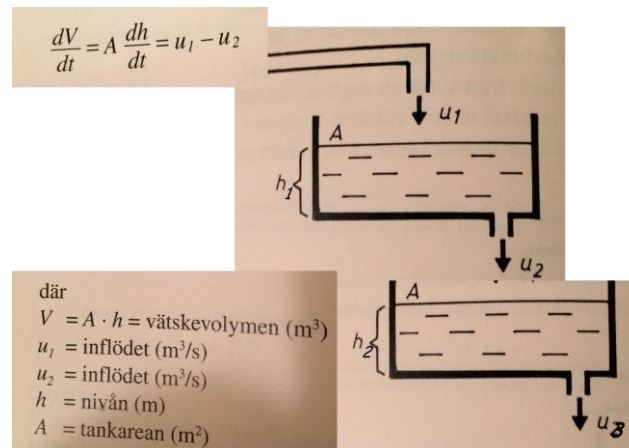 dV/dt = A dh/dt = u₁ − u₂
u1
A
h₁
u₂
där
V = A · h = vätskevolymen (m³)
u₁ = inflödet (m³/s)
u₂ = inflödet (m³/s)
h = nivån (m)
A = tankarean (m²)
A
h₂
u₃